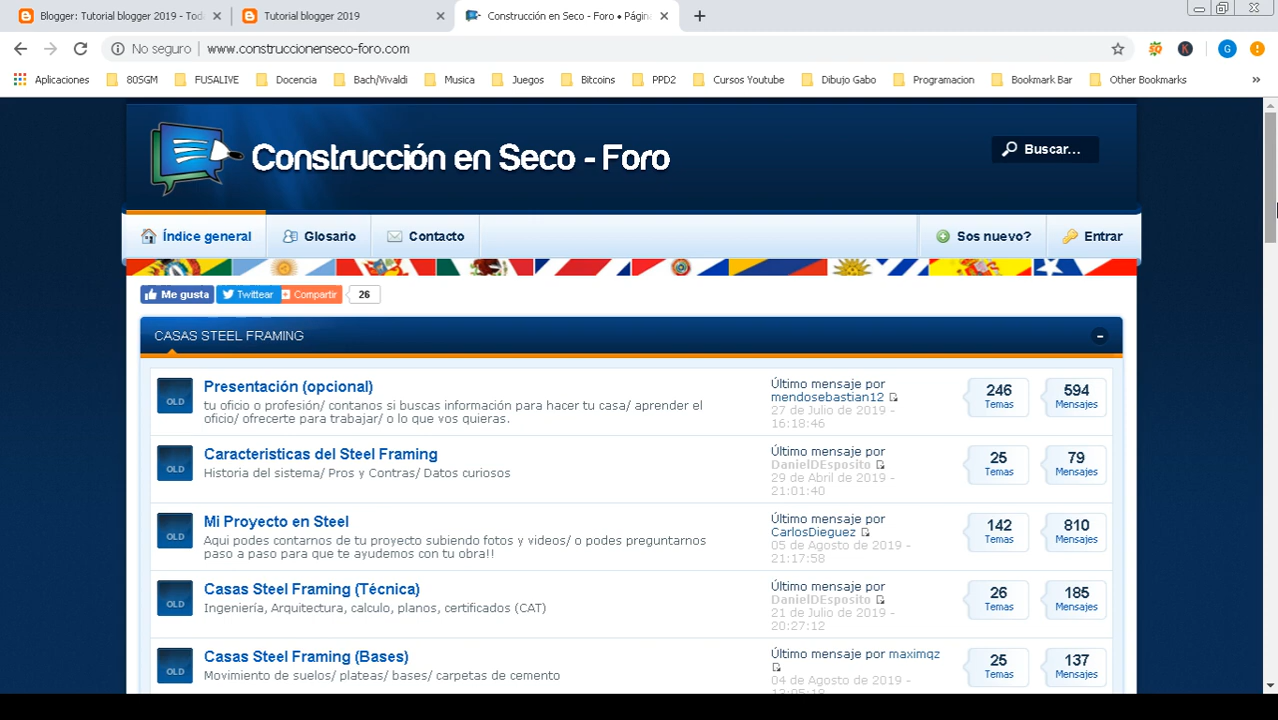 Blogger: Tutorial blogger 2019 - Tod
Tutorial blogger 2019
Construcción en Seco - Foro • Págin
No seguro | www.construccionenseco-foro.com
Aplicaciones 80SGM FUSALIVE Docencia Bach/Vivaldi Musica Juegos Bitcoins PPD2 Cursos Youtube Dibujo Gabo Programacion Bookmark Bar Other Bookmarks »
Construcción en Seco - Foro
Buscar...
Índice general Glosario Contacto Sos nuevo? Entrar
Me gusta Twittear Compartir 26
CASAS STEEL FRAMING
OLD
Presentación (opcional)
tu oficio o profesión/ contanos si buscas información para hacer tu casa/ aprender el
oficio/ ofrecerte para trabajar/ o lo que vos quieras.
Último mensaje por
mendosebastian12
27 de Julio de 2019 -
16:18:46
246 594
Temas Mensajes
OLD
Caracteristicas del Steel Framing
Historia del sistema/ Pros y Contras/ Datos curiosos
Último mensaje por
DanielDEsposito
29 de Abril de 2019 -
21:01:40
25 79
Temas Mensajes
OLD
Mi Proyecto en Steel
Aqui podes contarnos de tu proyecto subiendo fotos y videos/ o podes preguntarnos
paso a paso para que te ayudemos con tu obra!!
Último mensaje por
CarlosDieguez
05 de Agosto de 2019 -
21:17:58
142 810
Temas Mensajes
OLD
Casas Steel Framing (Técnica)
Ingeniería, Arquitectura, calculo, planos, certificados (CAT)
Último mensaje por
DanielDEsposito
21 de Julio de 2019 -
20:27:12
26 185
Temas Mensajes
OLD
Casas Steel Framing (Bases)
Movimiento de suelos/ plateas/ bases/ carpetas de cemento
Último mensaje por maximqz
04 de Agosto de 2019 -
25 137
Temas Mensajes